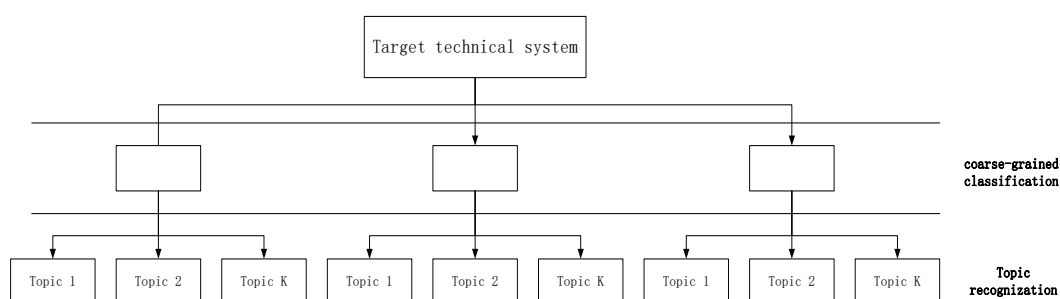 Target technical system
coarse-grained
classification
Topic 1
Topic 2
Topic K
Topic 1
Topic 2
Topic K
Topic 1
Topic 2
Topic K
Topic
recognization